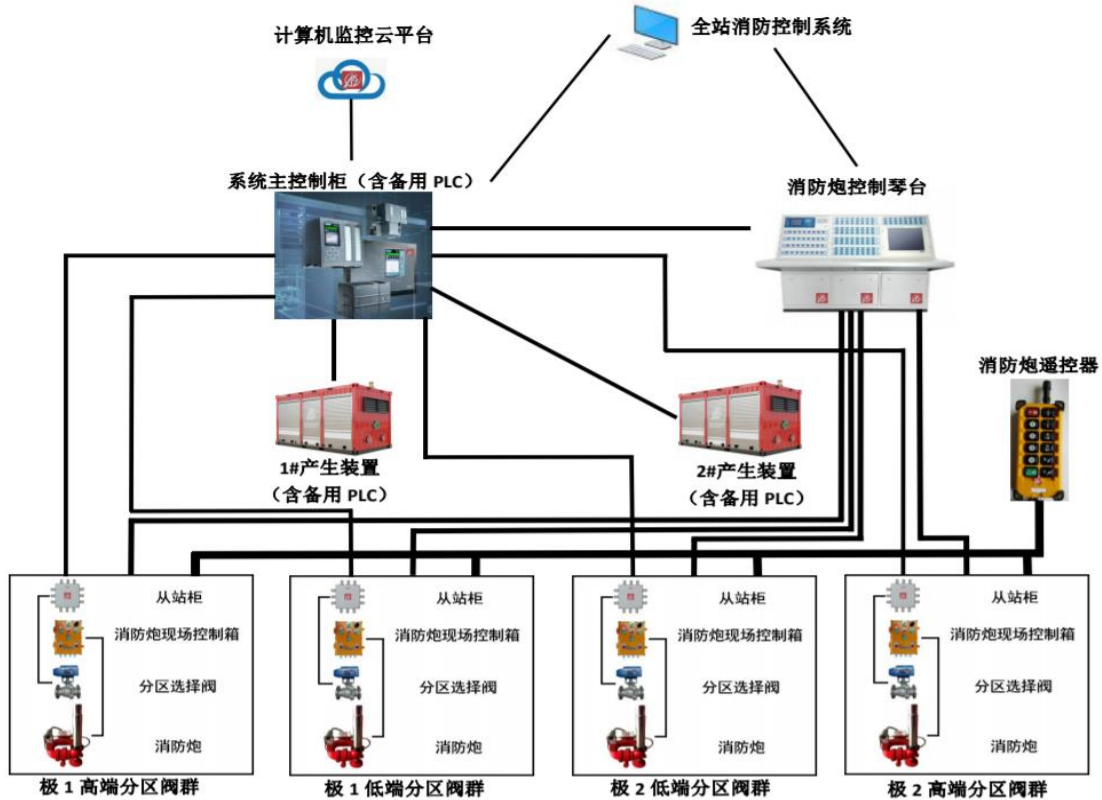 计算机监控云平台
全站消防控制系统
系统主控制柜（含备用 PLC）
消防炮控制琴台
消防炮遥控器
1#产生装置
（含备用 PLC）
2#产生装置
（含备用 PLC）
从站柜
消防炮现场控制箱
分区选择阀
消防炮
极 1 高端分区阀群
从站柜
消防炮现场控制箱
分区选择阀
消防炮
极 1 低端分区阀群
从站柜
消防炮现场控制箱
分区选择阀
消防炮
极 2 低端分区阀群
从站柜
消防炮现场控制箱
分区选择阀
消防炮
极 2 高端分区阀群